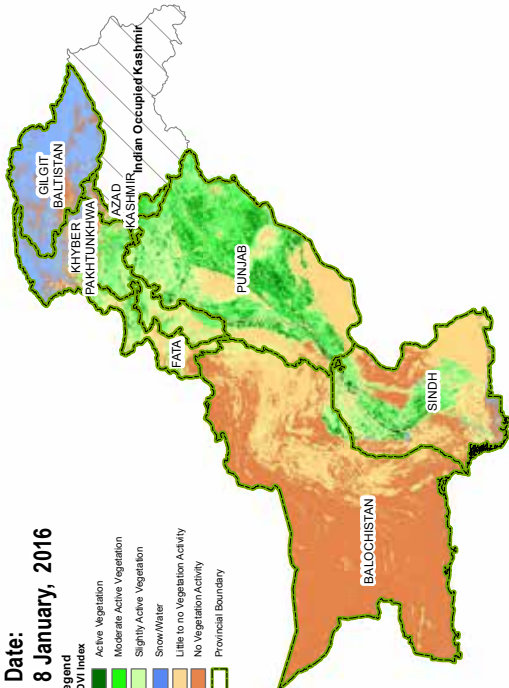 Date:
8 January, 2016
egend
DVI Index
Active Vegetation
Moderate Active Vegetation
Slightly Active Vegetation
Snow/Water
Little to no Vegetation Activity
No Vegetation Activity
Provincial Boundary
GILGIT
BALTISTAN
KHYBER
PAKHTUNKHWA
AZAD
KASHMIR
Indian Occupied Kashmir
FATA
PUNJAB
BALOCHISTAN
SINDH